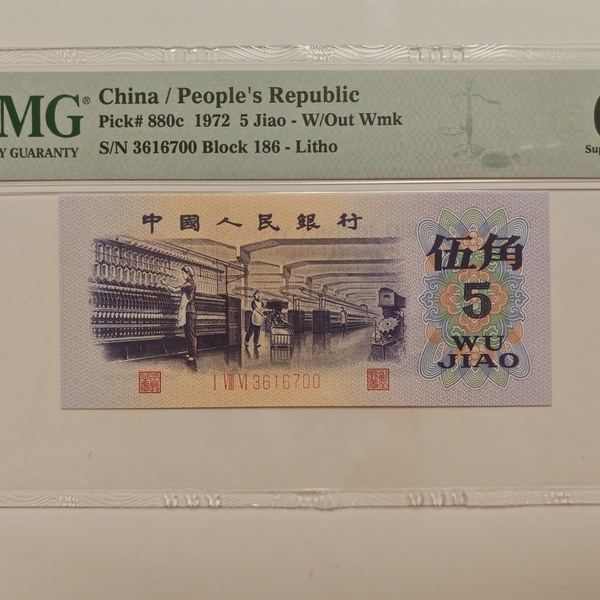 MG® China / People's Republic
Pick# 880c 1972 5 Jiao - W/Out Wmk
Y GUARANTY S/N 3616700 Block 186 - Litho
Sup
中國人民銀行
伍角
5
WU
JIAO
I VIII VI 3616700